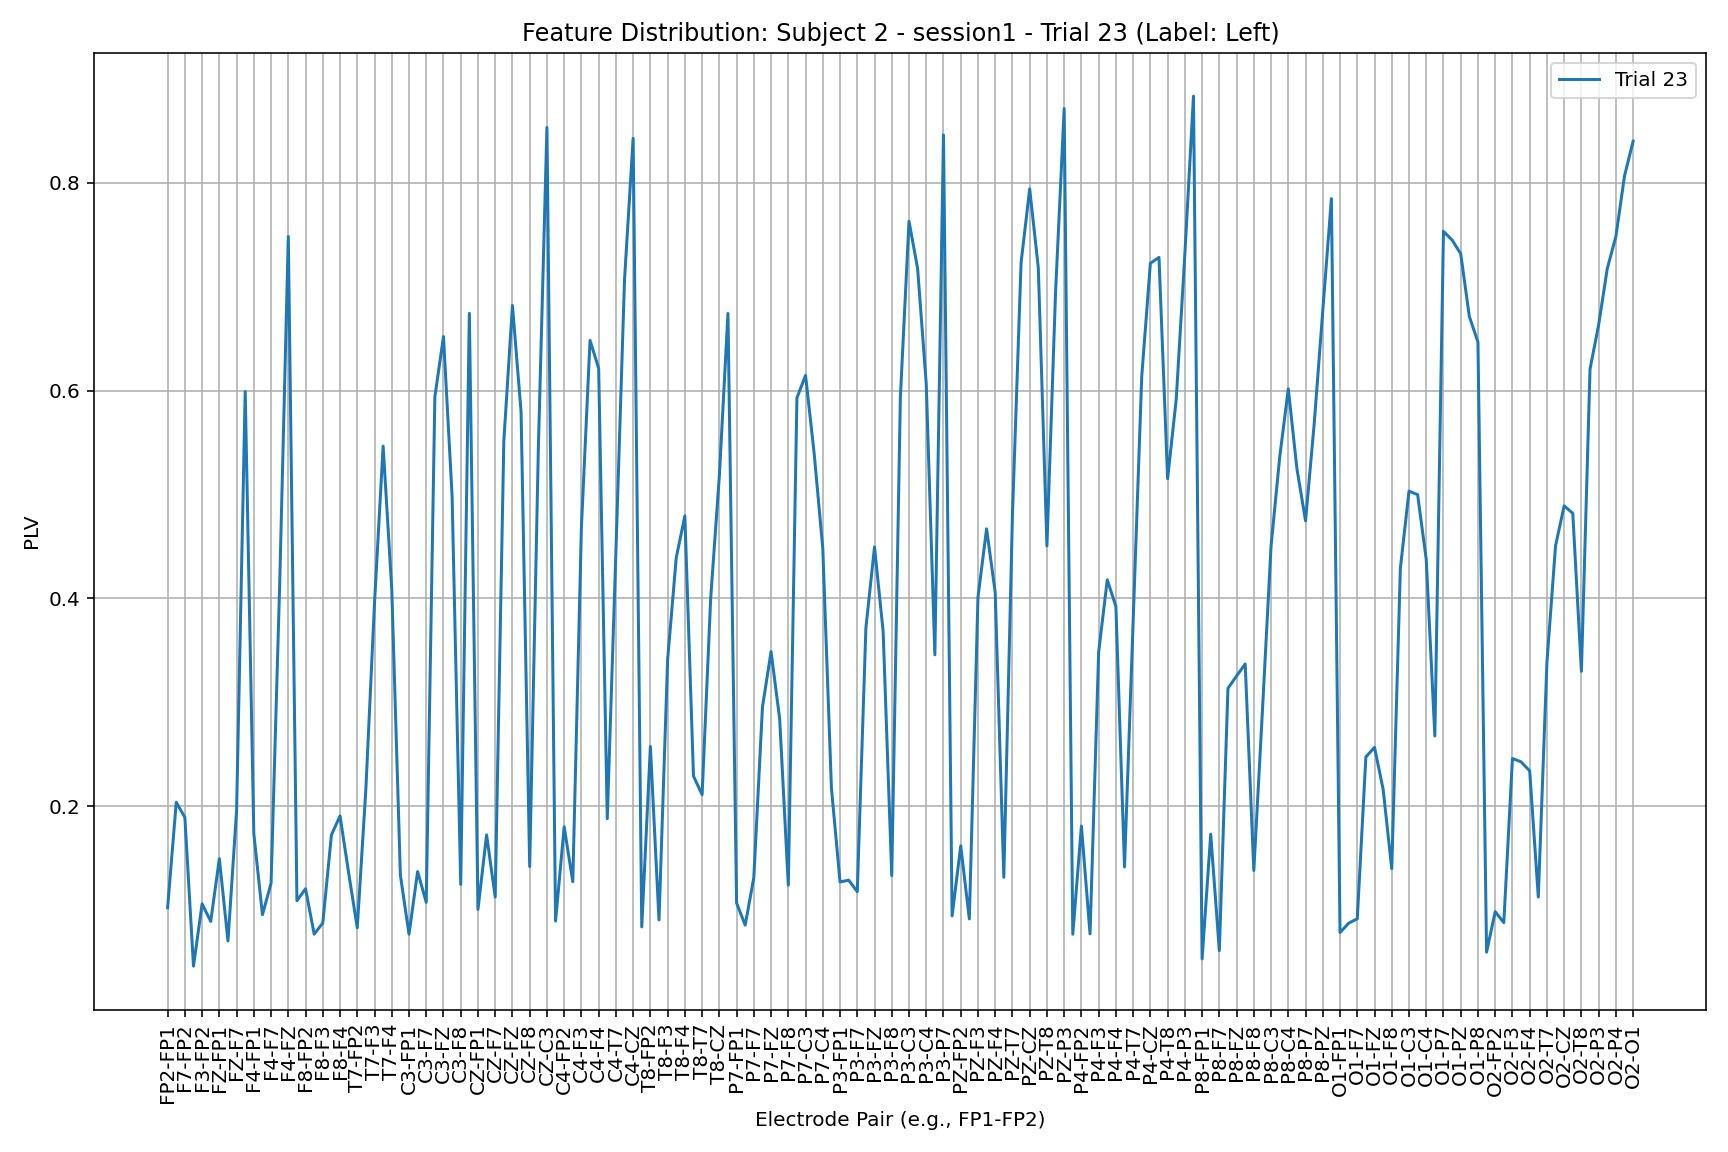 Feature Distribution: Subject 2 - session1 - Trial 23 (Label: Left)
Trial 23
PLV
0.8
0.6
0.4
0.2
FP2-FP1
F7-FP2
F3-FP2
FZ-FP1
FZ-F7
F4-FP1
F4-F7
F4-FZ
F8-FP2
F8-F3
F8-F4
T7-FP2
T7-F3
T7-F4
C3-FP1
C3-F7
C3-FZ
C3-F8
CZ-FP1
CZ-F7
CZ-FZ
CZ-F8
CZ-C3
C4-FP2
C4-F3
C4-F4
C4-T7
C4-CZ
T8-FP2
T8-F3
T8-F4
T8-T7
T8-CZ
P7-FP1
P7-F7
P7-FZ
P7-F8
P7-C3
P7-C4
P3-FP1
P3-F7
P3-FZ
P3-F8
P3-C3
P3-C4
P3-P7
PZ-FP2
PZ-F3
PZ-F4
PZ-T7
PZ-CZ
PZ-T8
PZ-P3
P4-FP2
P4-F3
P4-F4
P4-T7
P4-CZ
P4-T8
P4-P3
P8-FP1
P8-F7
P8-FZ
P8-F8
P8-C3
P8-C4
P8-P7
P8-PZ
O1-FP1
O1-F7
O1-FZ
O1-F8
O1-C3
O1-C4
O1-P7
O1-PZ
O1-P8
O2-FP2
O2-F3
O2-F4
O2-T7
O2-CZ
O2-T8
O2-P3
O2-P4
O2-O1
Electrode Pair (e.g., FP1-FP2)